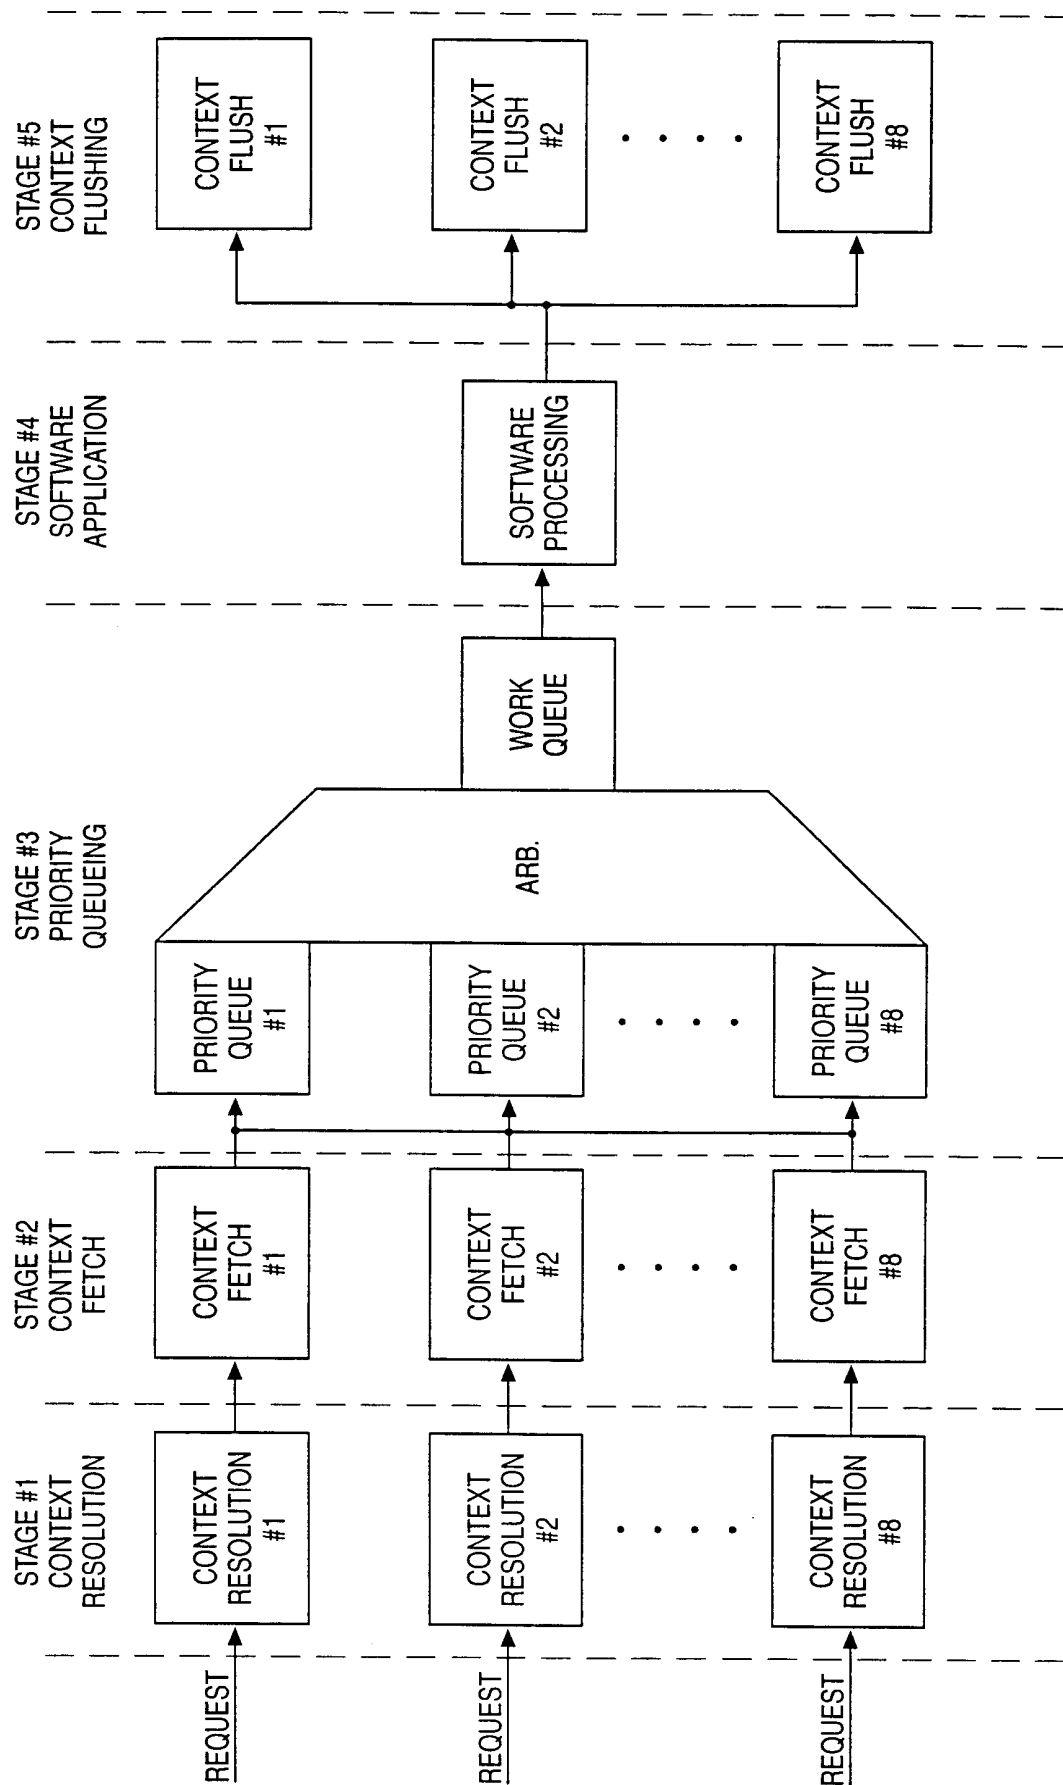 STAGE #1
CONTEXT
RESOLUTION
STAGE #2
CONTEXT
FETCH
STAGE #3
PRIORITY
QUEUEING
STAGE #4
SOFTWARE
APPLICATION
STAGE #5
CONTEXT
FLUSHING
REQUEST
CONTEXT
RESOLUTION
#1
CONTEXT
FETCH
#1
PRIORITY
QUEUE
#1
CONTEXT
FLUSH
#1
REQUEST
CONTEXT
RESOLUTION
#2
CONTEXT
FETCH
#2
PRIORITY
QUEUE
#2
ARB.
WORK
QUEUE
SOFTWARE
PROCESSING
CONTEXT
FLUSH
#2
REQUEST
CONTEXT
RESOLUTION
#8
CONTEXT
FETCH
#8
PRIORITY
QUEUE
#8
CONTEXT
FLUSH
#8